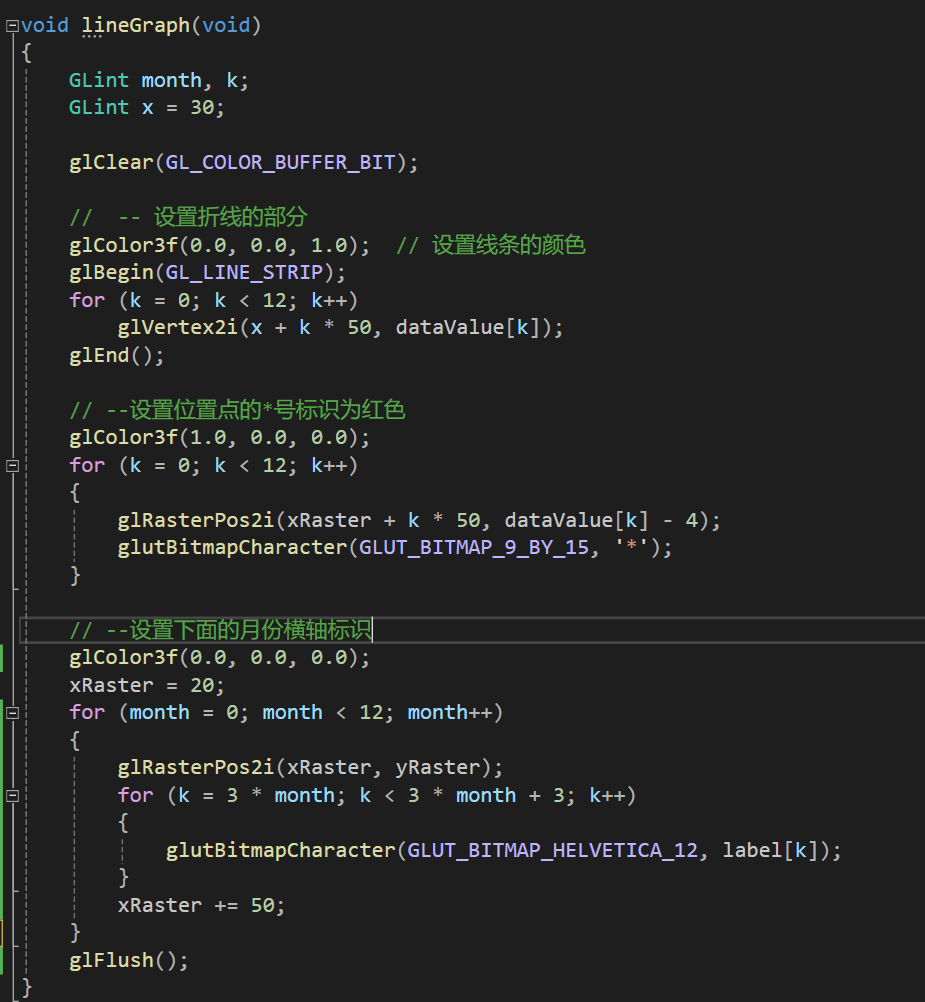 void lineGraph(void)
{
    GLint month, k;
    GLint x = 30;

    glClear(GL_COLOR_BUFFER_BIT);

    //  -- 设置折线的部分
    glColor3f(0.0, 0.0, 1.0);  // 设置线条的颜色
    glBegin(GL_LINE_STRIP);
    for (k = 0; k < 12; k++)
        glVertex2i(x + k * 50, dataValue[k]);
    glEnd();

    // --设置位置点的*号标识为红色
    glColor3f(1.0, 0.0, 0.0);
    for (k = 0; k < 12; k++)
    {
        glRasterPos2i(xRaster + k * 50, dataValue[k] - 4);
        glutBitmapCharacter(GLUT_BITMAP_9_BY_15, '*');
    }

    // --设置下面的月份横轴标识
    glColor3f(0.0, 0.0, 0.0);
    xRaster = 20;
    for (month = 0; month < 12; month++)
    {
        glRasterPos2i(xRaster, yRaster);
        for (k = 3 * month; k < 3 * month + 3; k++)
        {
            glutBitmapCharacter(GLUT_BITMAP_HELVETICA_12, label[k]);
        }
        xRaster += 50;
    }
    glFlush();
}